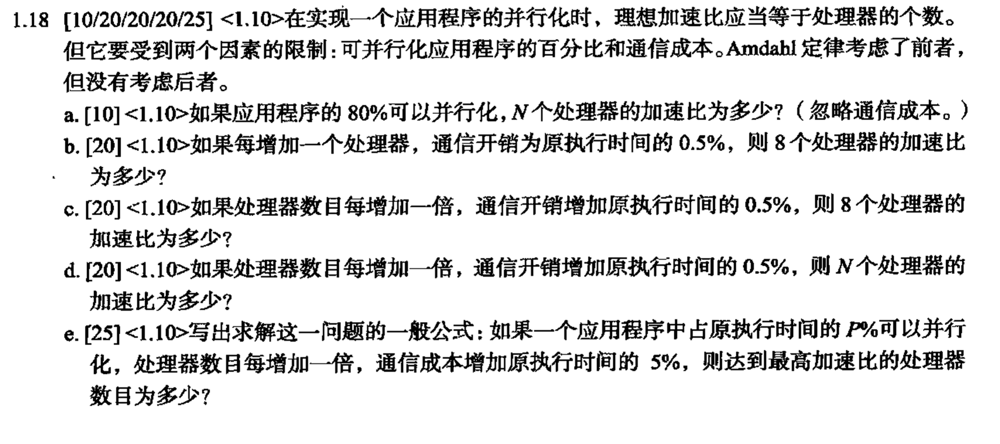 1.18 [10/20/20/20/25] <1.10>在实现一个应用程序的并行化时，理想加速比应当等于处理器的个数。
但它要受到两个因素的限制：可并行化应用程序的百分比和通信成本。Amdahl 定律考虑了前者，
但没有考虑后者。
a. [10] <1.10>如果应用程序的 80%可以并行化，N 个处理器的加速比为多少？（忽略通信成本。）
b. [20] <1.10>如果每增加一个处理器，通信开销为原执行时间的 0.5%，则 8 个处理器的加速比
为多少？
c. [20] <1.10>如果处理器数目每增加一倍，通信开销增加原执行时间的 0.5%，则 8 个处理器的
加速比为多少？
d. [20] <1.10>如果处理器数目每增加一倍，通信开销增加原执行时间的 0.5%，则 N 个处理器的
加速比为多少？
e. [25] <1.10>写出求解这一问题的一般公式：如果一个应用程序中占原执行时间的 P%可以并行
化，处理器数目每增加一倍，通信成本增加原执行时间的 5%，则达到最高加速比的处理器
数目为多少？